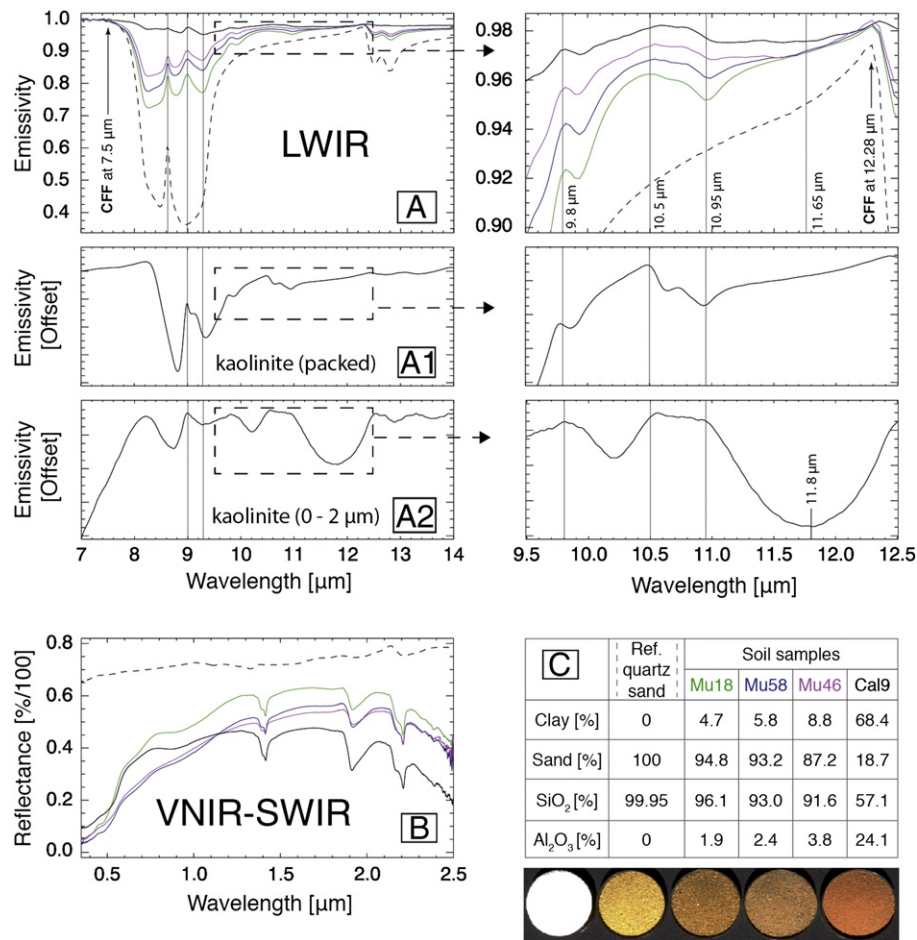 1.0
0.9
0.8
0.7
0.6
0.5
0.4
Emissivity
CFF at 7.5 µm
LWIR
A
0.98
0.96
0.94
0.92
0.90
Emissivity
9.8 µm
10.5 µm
10.95 µm
11.65 µm
CFF at 12.28 µm
Emissivity
[Offset]
kaolinite (packed)
A1
Emissivity
[Offset]
kaolinite (0 - 2 µm)
A2
11.8 µm
7 8 9 10 11 12 13 14
Wavelength [µm]
9.5 10.0 10.5 11.0 11.5 12.0 12.5
Wavelength [µm]
0.8
0.6
0.4
0.2
0.0
Reflectance [%/100]
VNIR-SWIR
B
0.5 1.0 1.5 2.0 2.5
Wavelength [µm]
C
Ref. quartz sand
Soil samples
Mu18 Mu58 Mu46 Cal9
Clay [%] 0 4.7 5.8 8.8 68.4
Sand [%] 100 94.8 93.2 87.2 18.7
SiO₂[%] 99.95 96.1 93.0 91.6 57.1
Al₂O₃[%] 0 1.9 2.4 3.8 24.1